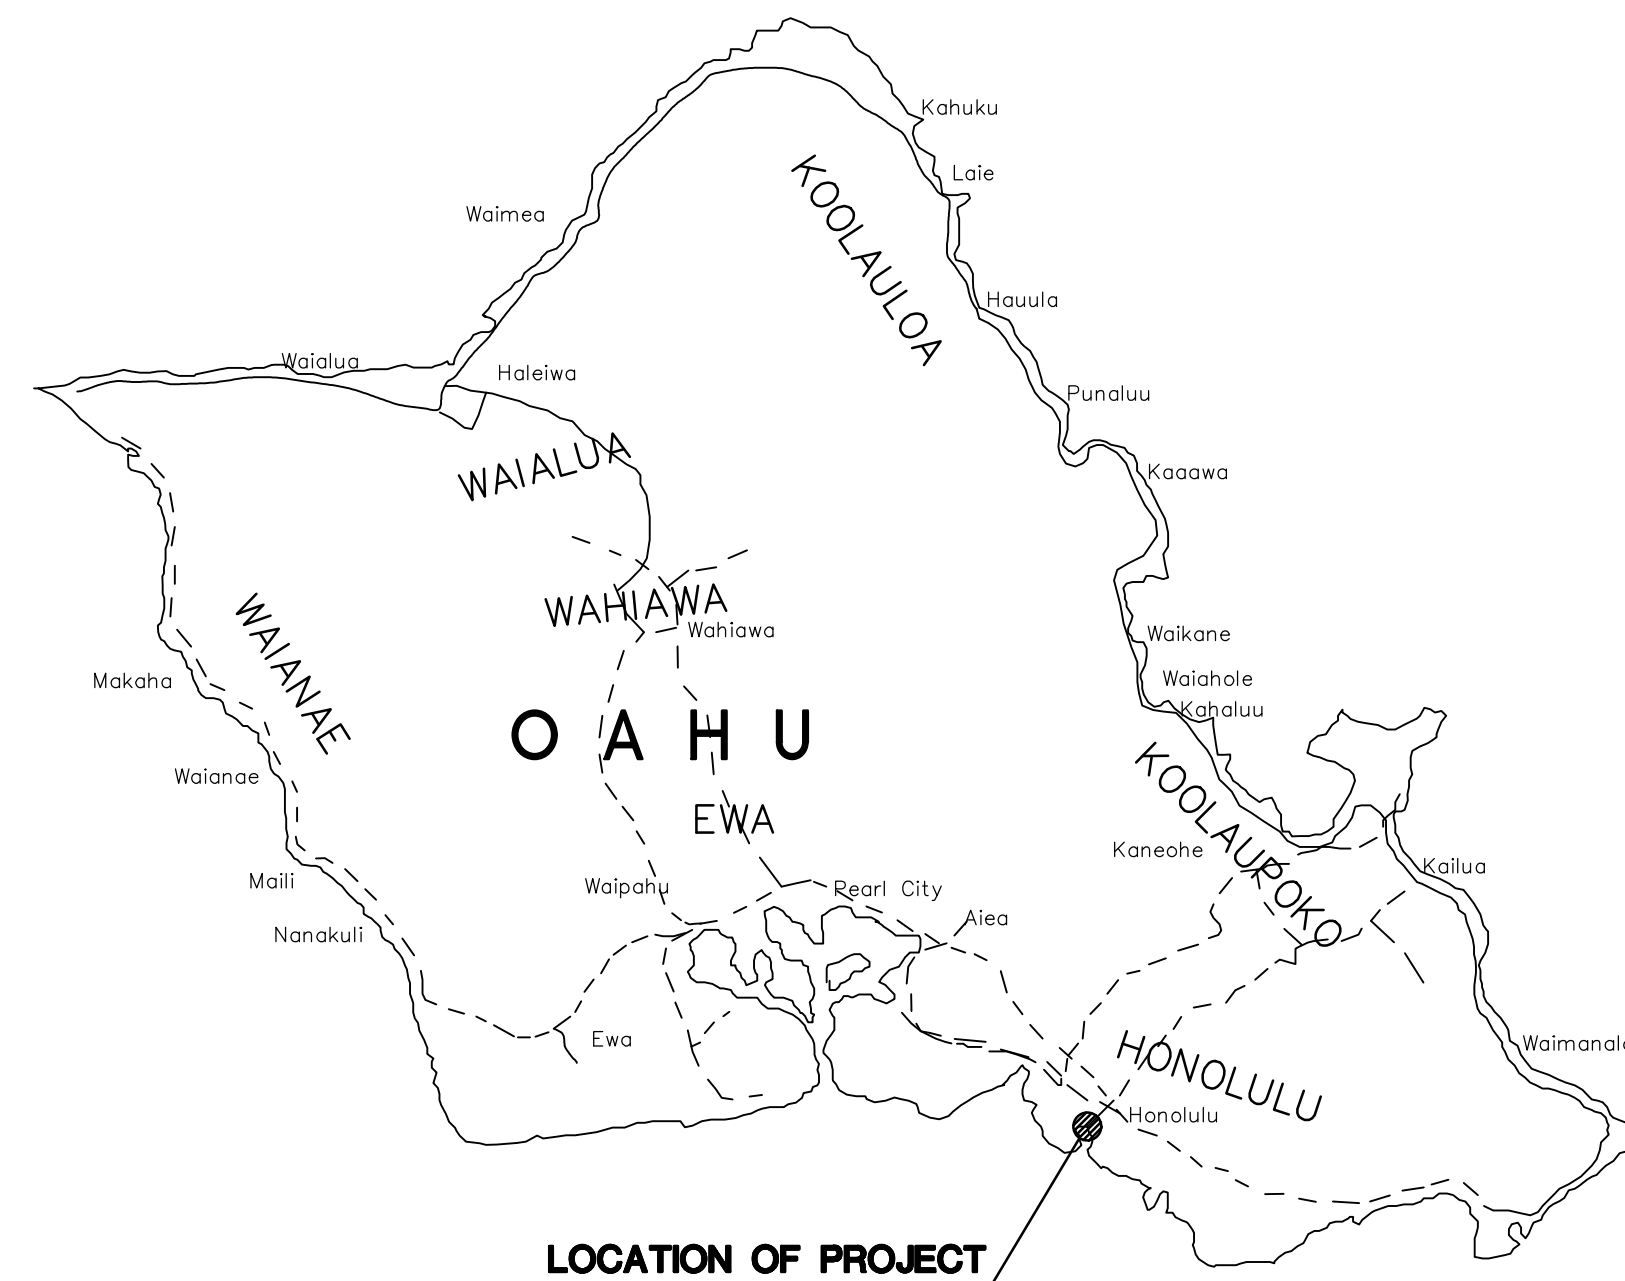 Kahuku
Laie
KOOLAULOA
Waimea
Hauula
Waialua
Haleiwa
Punaluu
WAIALUA
Kaaawa
WAHIAWA
Wahiawa
WAIANAE
Waikane
Makaha
Waiahole
Kahaluu
O A H U
KOOLAUPOKO
Waianae
EWA
Kaneohe
Kailua
Maili
Waipahu
Pearl City
Aiea
Nanakuli
Ewa
HONOLULU
Waimanalo
Honolulu
LOCATION OF PROJECT